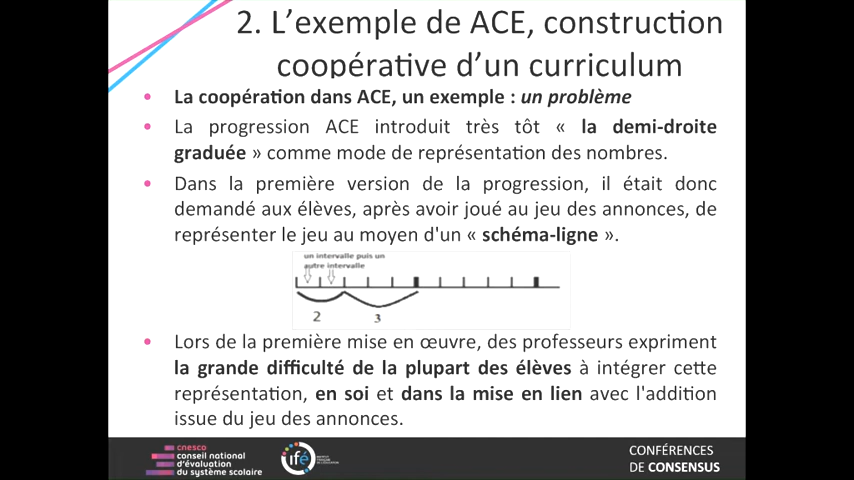 2. L’exemple de ACE, construction
coopérative d’un curriculum
• La coopération dans ACE, un exemple : un problème
• La progression ACE introduit très tôt « la demi-droite
graduée » comme mode de représentation des nombres.
• Dans la première version de la progression, il était donc
demandé aux élèves, après avoir joué au jeu des annonces, de
représenter le jeu au moyen d'un « schéma-ligne ».
un intervalle puis un
autre intervalle
2 3
• Lors de la première mise en œuvre, des professeurs expriment
la grande difficulté de la plupart des élèves à intégrer cette
représentation, en soi et dans la mise en lien avec l'addition
issue du jeu des annonces.
cnesco
conseil national
d'évaluation
du système scolaire
ifé
CONFÉRENCES
DE CONSENSUS